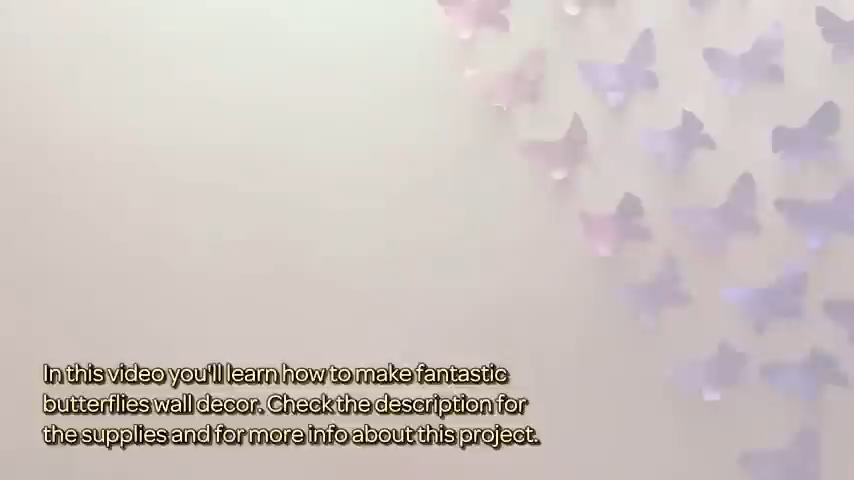 In this video you'll learn how to make fantastic
butterflies wall decor. Check the description for
the supplies and for more info about this project.